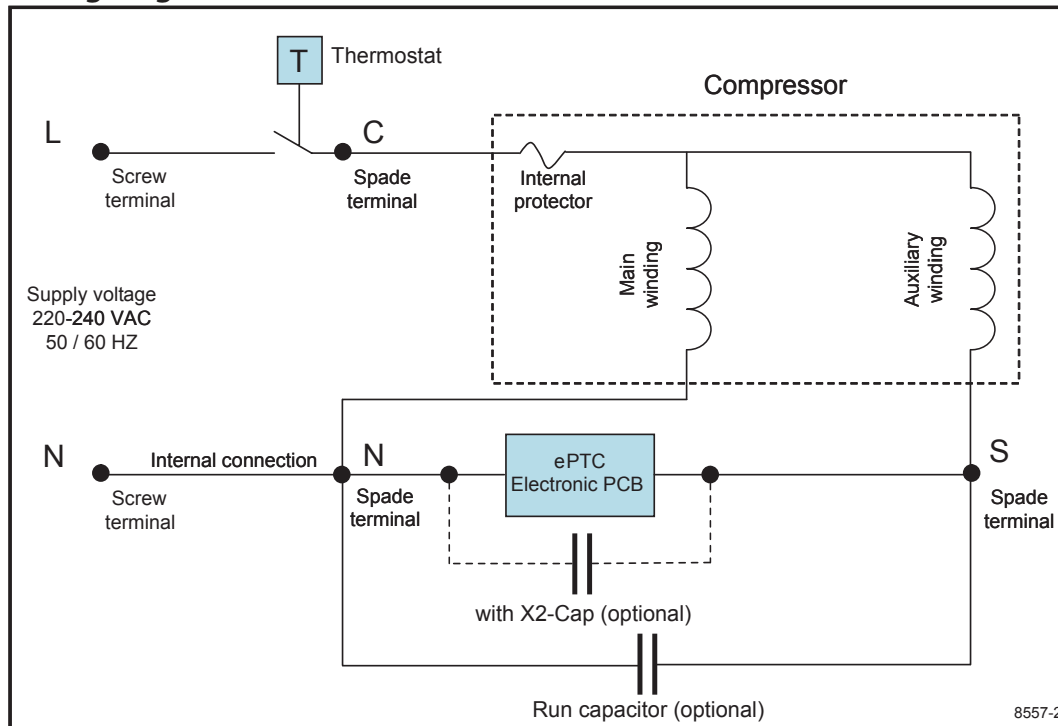 T
Thermostat
Compressor
L
C
Screw
terminal
Spade
terminal
Internal
protector
Main
winding
Auxiliary
winding
Supply voltage
220-240 VAC
50 / 60 HZ
N
Internal connection
N
ePTC
Electronic PCB
S
Screw
terminal
Spade
terminal
Spade
terminal
with X2-Cap (optional)
Run capacitor (optional)
8557-2